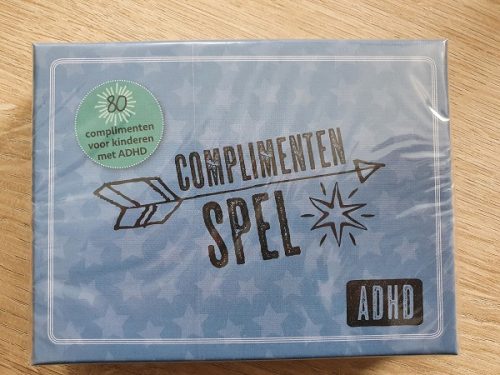 80
complimenten
voor kinderen
met ADHD
COMPLIMENTEN
SPEL
ADHD